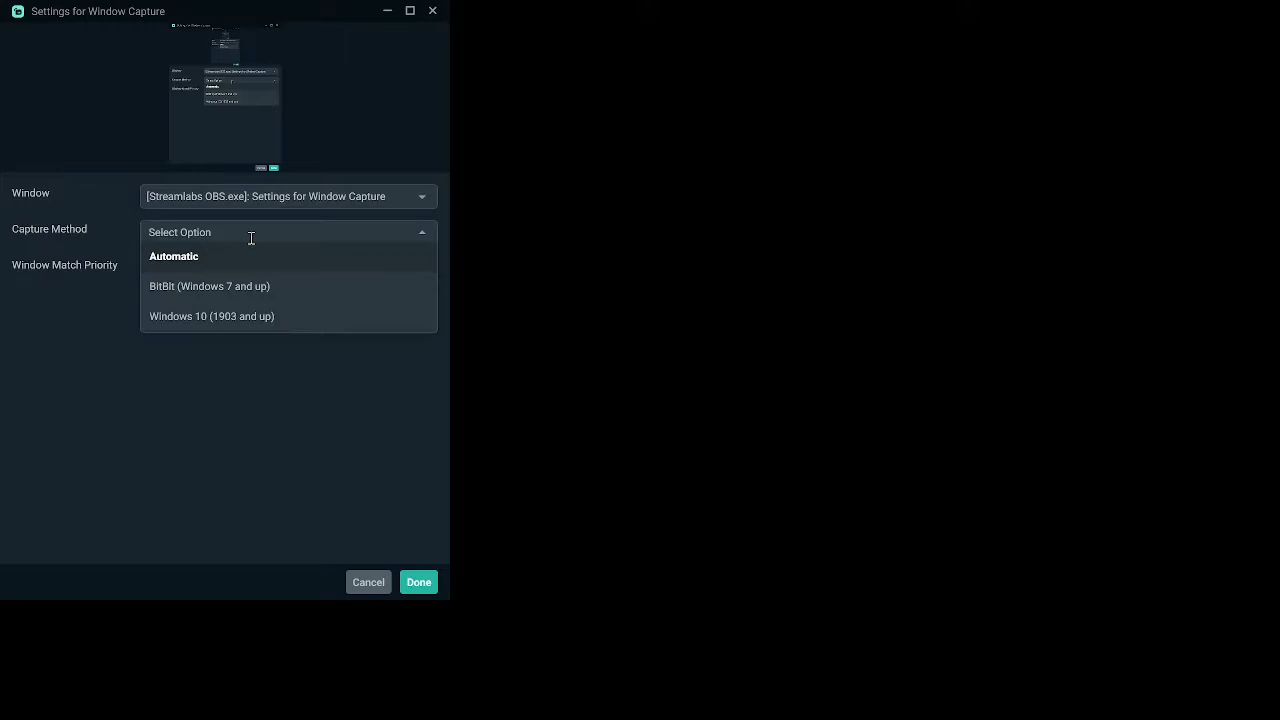 Settings for Window Capture
Window
[Streamlabs OBS.exe]: Settings for Window Capture
Capture Method
Select Option
Automatic
Window Match Priority
BitBlt (Windows 7 and up)
Windows 10 (1903 and up)
Cancel
Done